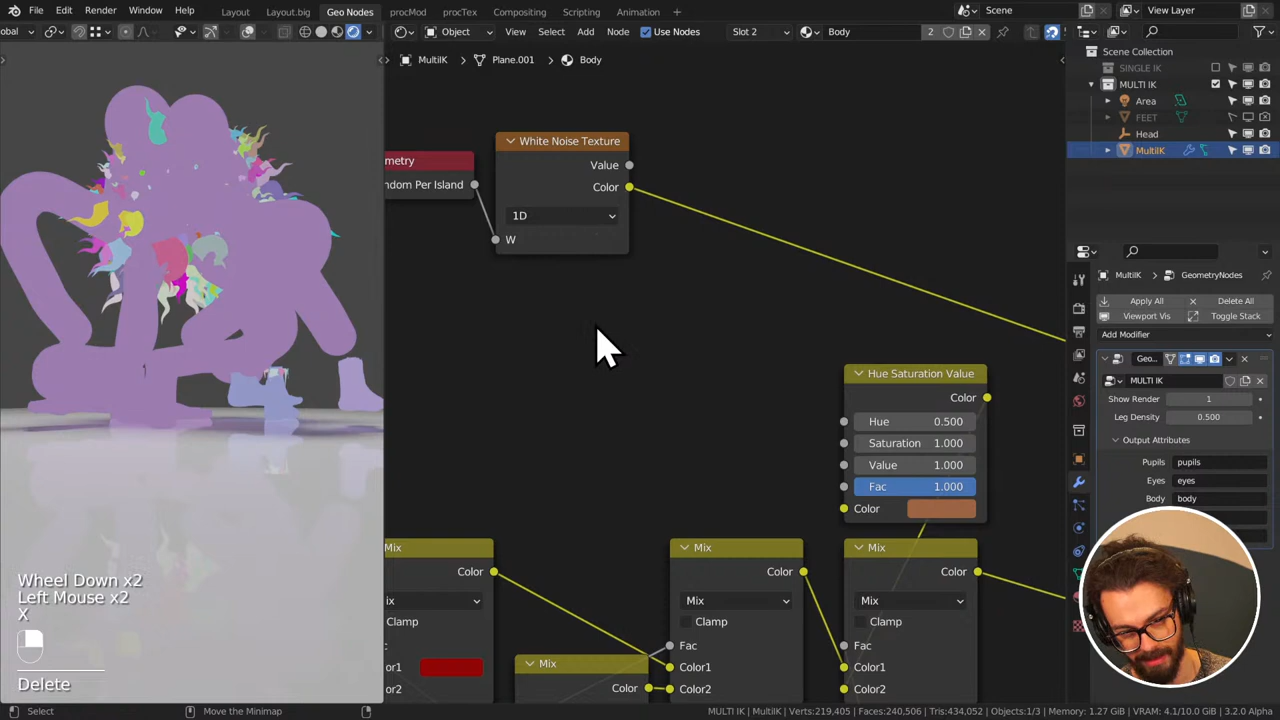 File Edit Render Window Help Layout Layout.big Geo Nodes procMod procTex Compositing Scripting Animation + Scene View Layer
lobal Object View Select Add Node Use Nodes Slot 2 Body 2
MultiIK > Plane.001 > Body
Scene Collection
SINGLE IK
MULTI IK
Area
FEET
Head
MultiIK
White Noise Texture
Value
Color
1D
W
metry
ndom Per Island
Hue Saturation Value
Color
Hue 0.500
Saturation 1.000
Value 1.000
Fac 1.000
Color
Mix
Color
ix
Clamp
c
or1
or2
Mix
Color
Mix
Color
Mix
Clamp
Fac
Color1
Color2
Mix
Color
Mix
Clamp
Fac
Color1
Color2
MultiIK > GeometryNodes
Apply All Delete All
Viewport Vis Toggle Stack
Add Modifier
Geo...
MULTI IK
Show Render 1
Leg Density 0.500
Output Attributes
Pupils pupils
Eyes eyes
Body body
Wheel Down x2
Left Mouse x2
X
Delete
Select Move the Minimap MULTI IK | MultiIK | Verts:219,405 | Faces:240,506 | Tris:434,052 | Objects:1/3 | Memory: 1.27 GiB | VRAM: 4.1/10.0 GiB | 3.2.0 Alpha